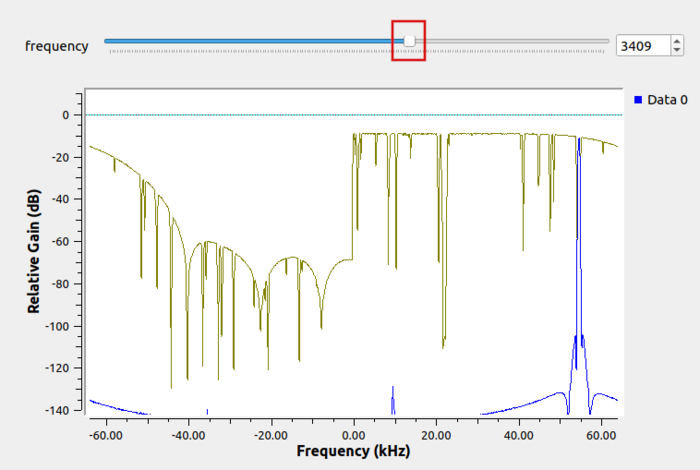 frequency
3409
Data 0
0
-20
-40
-60
-80
-100
-120
-140
Relative Gain (dB)
-60.00 -40.00 -20.00 0.00 20.00 40.00 60.00
Frequency (kHz)